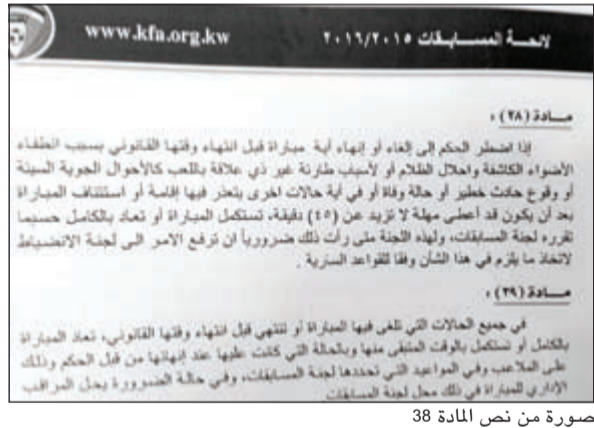 www.kfa.org.kw
لائحة المسابقات ٢٠١٦/٢٠١٥
مادة (٣٨) :
إذا اضطر الحكم إلى إلغاء أو إنهاء أية مباراة قبل انتهاء وقتها القانوني بسبب انطفاء
الأضواء الكاشفة واحلال الظلام أو لأسباب طارئة غير ذي علاقة باللعب كالأحوال الجوية السيئة
أو وقوع حادث خطير أو حالة وفاة أو في أية حالات اخرى يتعذر فيها إقامة أو استئناف المباراة
بعد أن يكون قد أعطى مهلة لا تزيد عن (٤٥) دقيقة، تستكمل المباراة أو تعاد بالكامل حسبما
تقرره لجنة المسابقات، ولهذه اللجنة متى رأت ذلك ضرورياً ان ترفع الامر الى لجنة الانضباط
لاتخاذ ما يلزم في هذا الشأن وفقا للقواعد السارية .
مادة (٣٩) :
في جميع الحالات التي تلغى فيها المباراة أو تنتهي قبل انتهاء وقتها القانوني، تعاد المباراة
بالكامل أو تستكمل بالوقت المتبقى منها وبالحالة التي كانت عليها عند إنهائها من قبل الحكم وذلك
على الملاعب وفي المواعيد التي تحددها لجنة المسابقات، وفي حالة الضرورة يحل المراقب
الإداري للمباراة في ذلك محل لجنة المسابقات
صورة من نص المادة 38